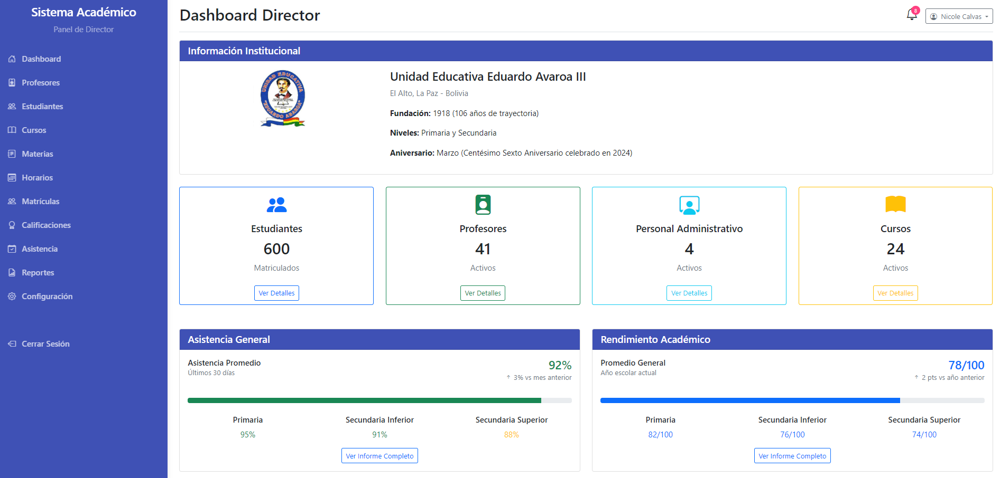 Sistema Académico
Panel de Director
Dashboard
Profesores
Estudiantes
Cursos
Materias
Horarios
Matrículas
Calificaciones
Asistencia
Reportes
Configuración
Cerrar Sesión
Dashboard Director
8
Nicole Calvas
Información Institucional
UNIDAD EDUCATIVA
"EDUARDO ABAROA"
Unidad Educativa Eduardo Avaroa III
El Alto, La Paz - Bolivia
Fundación: 1918 (106 años de trayectoria)
Niveles: Primaria y Secundaria
Aniversario: Marzo (Centésimo Sexto Aniversario celebrado en 2024)
Estudiantes
600
Matriculados
Ver Detalles
Profesores
41
Activos
Ver Detalles
Personal Administrativo
4
Activos
Ver Detalles
Cursos
24
Activos
Ver Detalles
Asistencia General
Asistencia Promedio
Últimos 30 días
92%
↑ 3% vs mes anterior
Primaria
95%
Secundaria Inferior
91%
Secundaria Superior
88%
Ver Informe Completo
Rendimiento Académico
Promedio General
Año escolar actual
78/100
↑ 2 pts vs año anterior
Primaria
82/100
Secundaria Inferior
76/100
Secundaria Superior
74/100
Ver Informe Completo